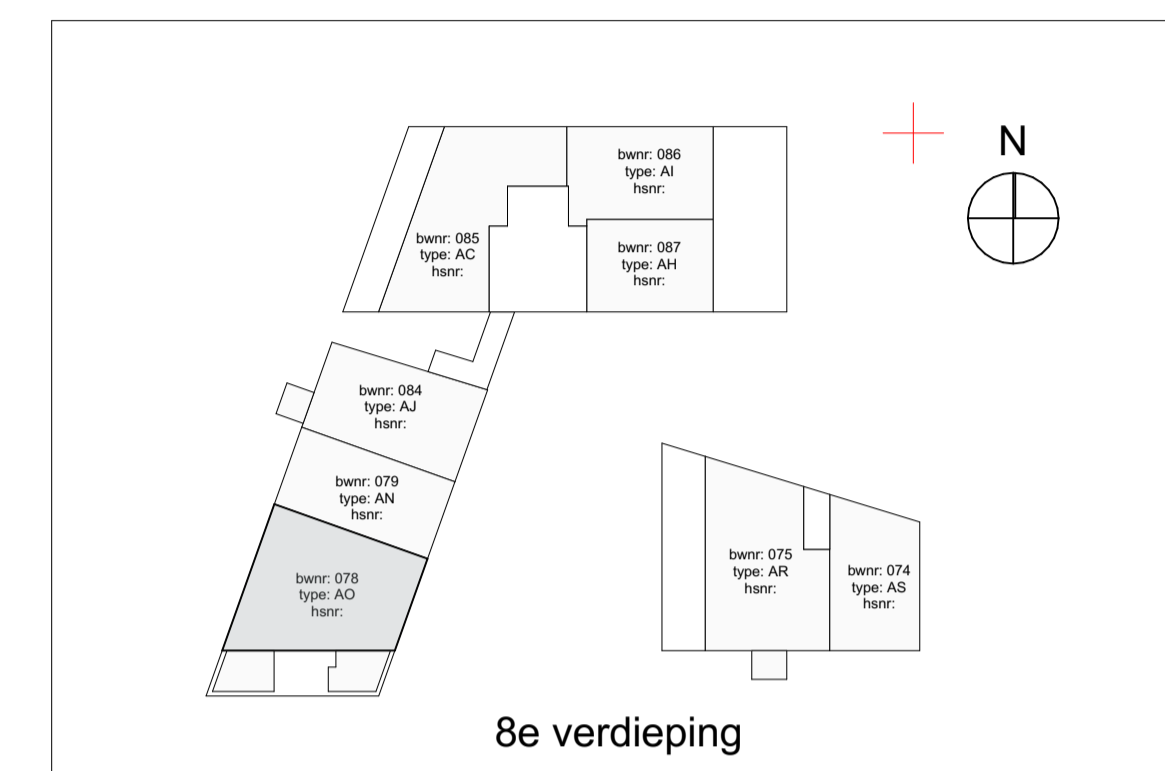 N
bwnr: 086
type: AI
hsnr:
bwnr: 085
type: AC
hsnr:
bwnr: 087
type: AH
hsnr:
bwnr: 084
type: AJ
hsnr:
bwnr: 079
type: AN
hsnr:
bwnr: 078
type: AO
hsnr:
bwnr: 075
type: AR
hsnr:
bwnr: 074
type: AS
hsnr:
8e verdieping